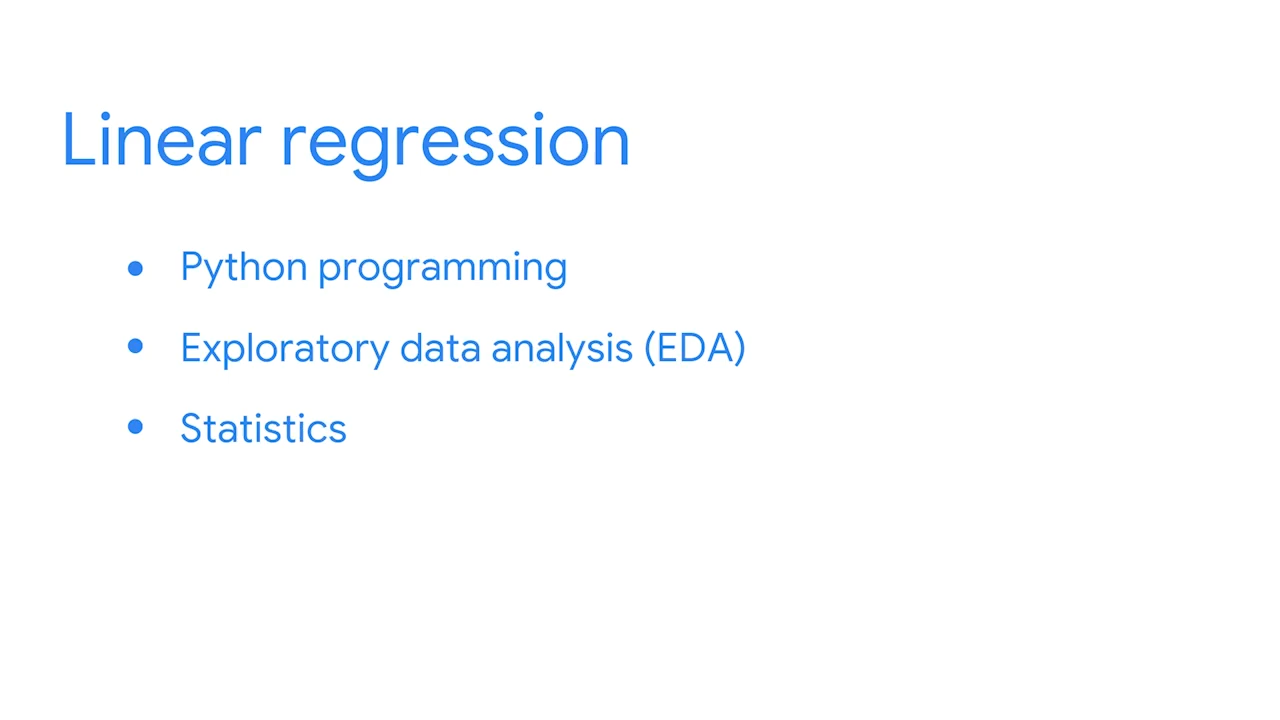 Linear regression
• Python programming
• Exploratory data analysis (EDA)
• Statistics